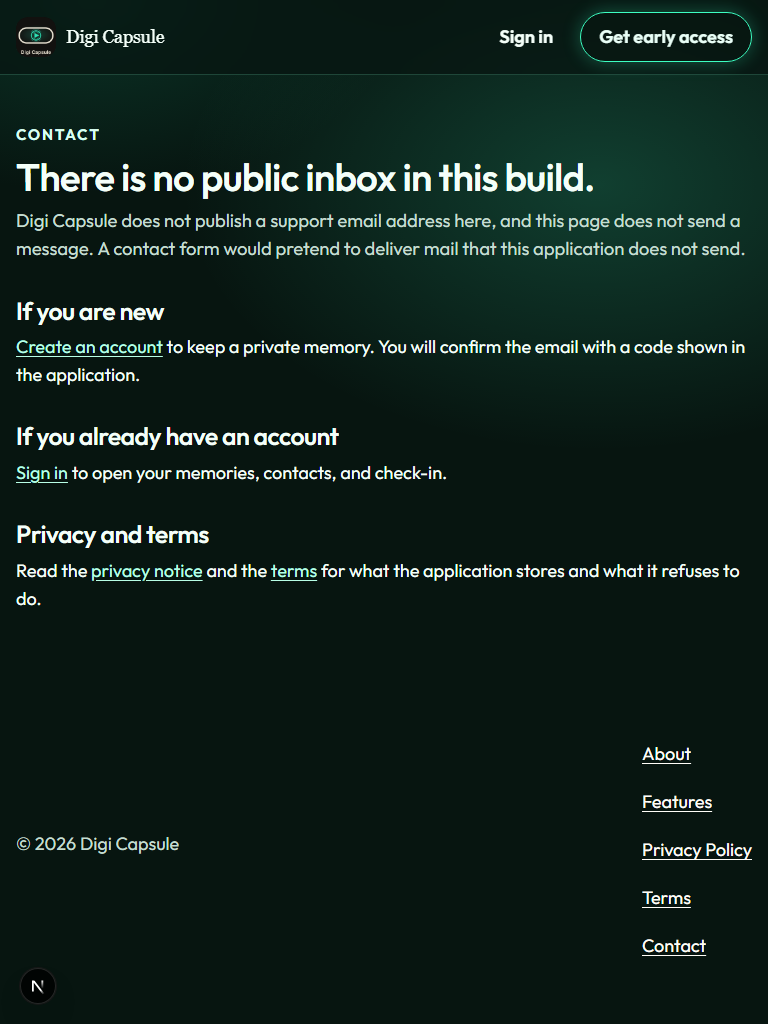 Digi Capsule
Digi Capsule
Sign in
Get early access
CONTACT
There is no public inbox in this build.
Digi Capsule does not publish a support email address here, and this page does not send a
message. A contact form would pretend to deliver mail that this application does not send.
If you are new
Create an account to keep a private memory. You will confirm the email with a code shown in
the application.
If you already have an account
Sign in to open your memories, contacts, and check-in.
Privacy and terms
Read the privacy notice and the terms for what the application stores and what it refuses to
do.
About
Features
© 2026 Digi Capsule
Privacy Policy
Terms
Contact
N